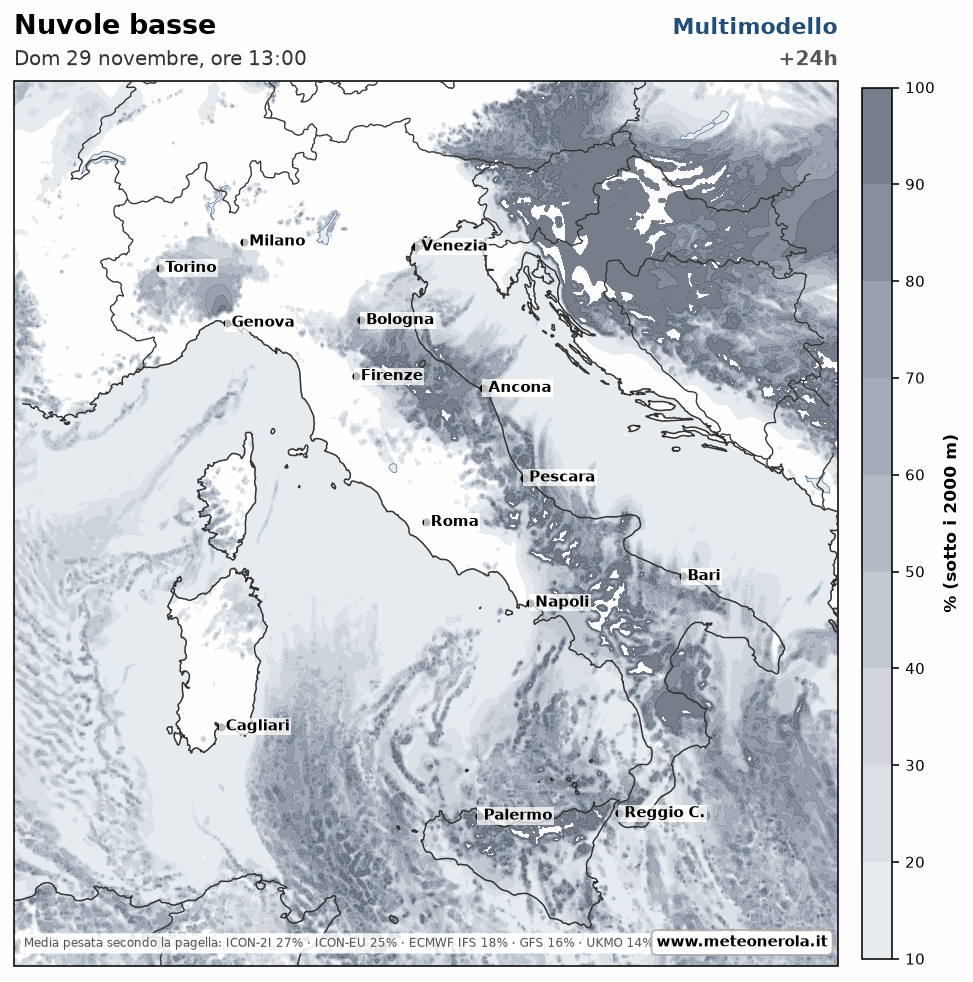 Nuvole basse
Multimodello
Dom 29 novembre, ore 13:00
+24h
Milano
Venezia
Torino
Genova
Bologna
Firenze
Ancona
Pescara
Roma
Bari
Napoli
Cagliari
Palermo
Reggio C.
100
90
80
70
60
50
40
30
20
10
% (sotto i 2000 m)
Media pesata secondo la pagella: ICON-2I 27% · ICON-EU 25% · ECMWF IFS 18% · GFS 16% · UKMO 14%
www.meteonerola.it